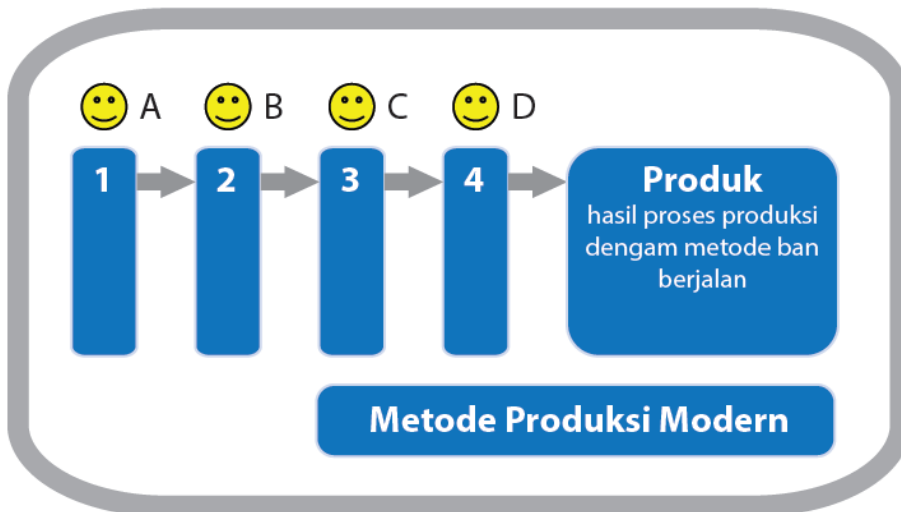 A
B
C
D
1
2
3
4
Produk
hasil proses produksi
dengam metode ban
berjalan
Metode Produksi Modern